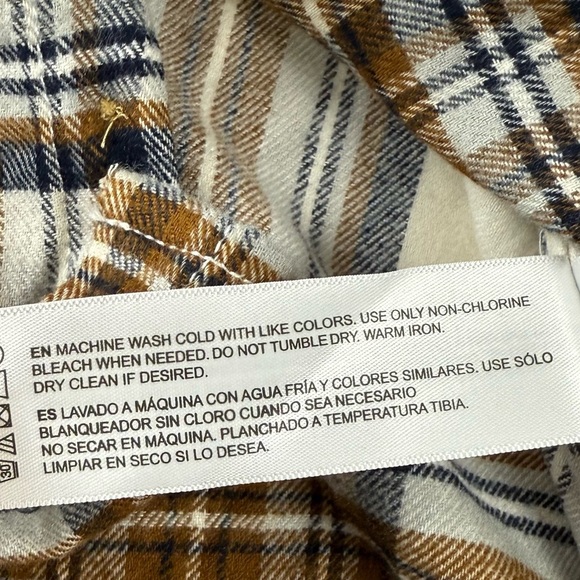 EN MACHINE WASH COLD WITH LIKE COLORS. USE ONLY NON-CHLORINE
BLEACH WHEN NEEDED. DO NOT TUMBLE DRY. WARM IRON.
DRY CLEAN IF DESIRED.
ES LAVADO A MÁQUINA CON AGUA FRÍA Y COLORES SIMILARES. USE SÓLO
BLANQUEADOR SIN CLORO CUANDO SEA NECESARIO
NO SECAR EN MÀQUINA. PLANCHADO A TEMPERATURA TIBIA.
LIMPIAR EN SECO SI LO DESEA.
30